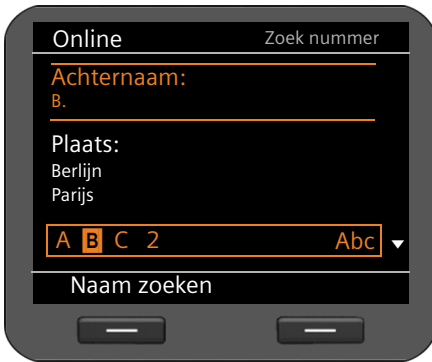 Online Zoek nummer
Achternaam:
B.
Plaats:
Berlijn
Parijs
A B C 2 Abc
Naam zoeken